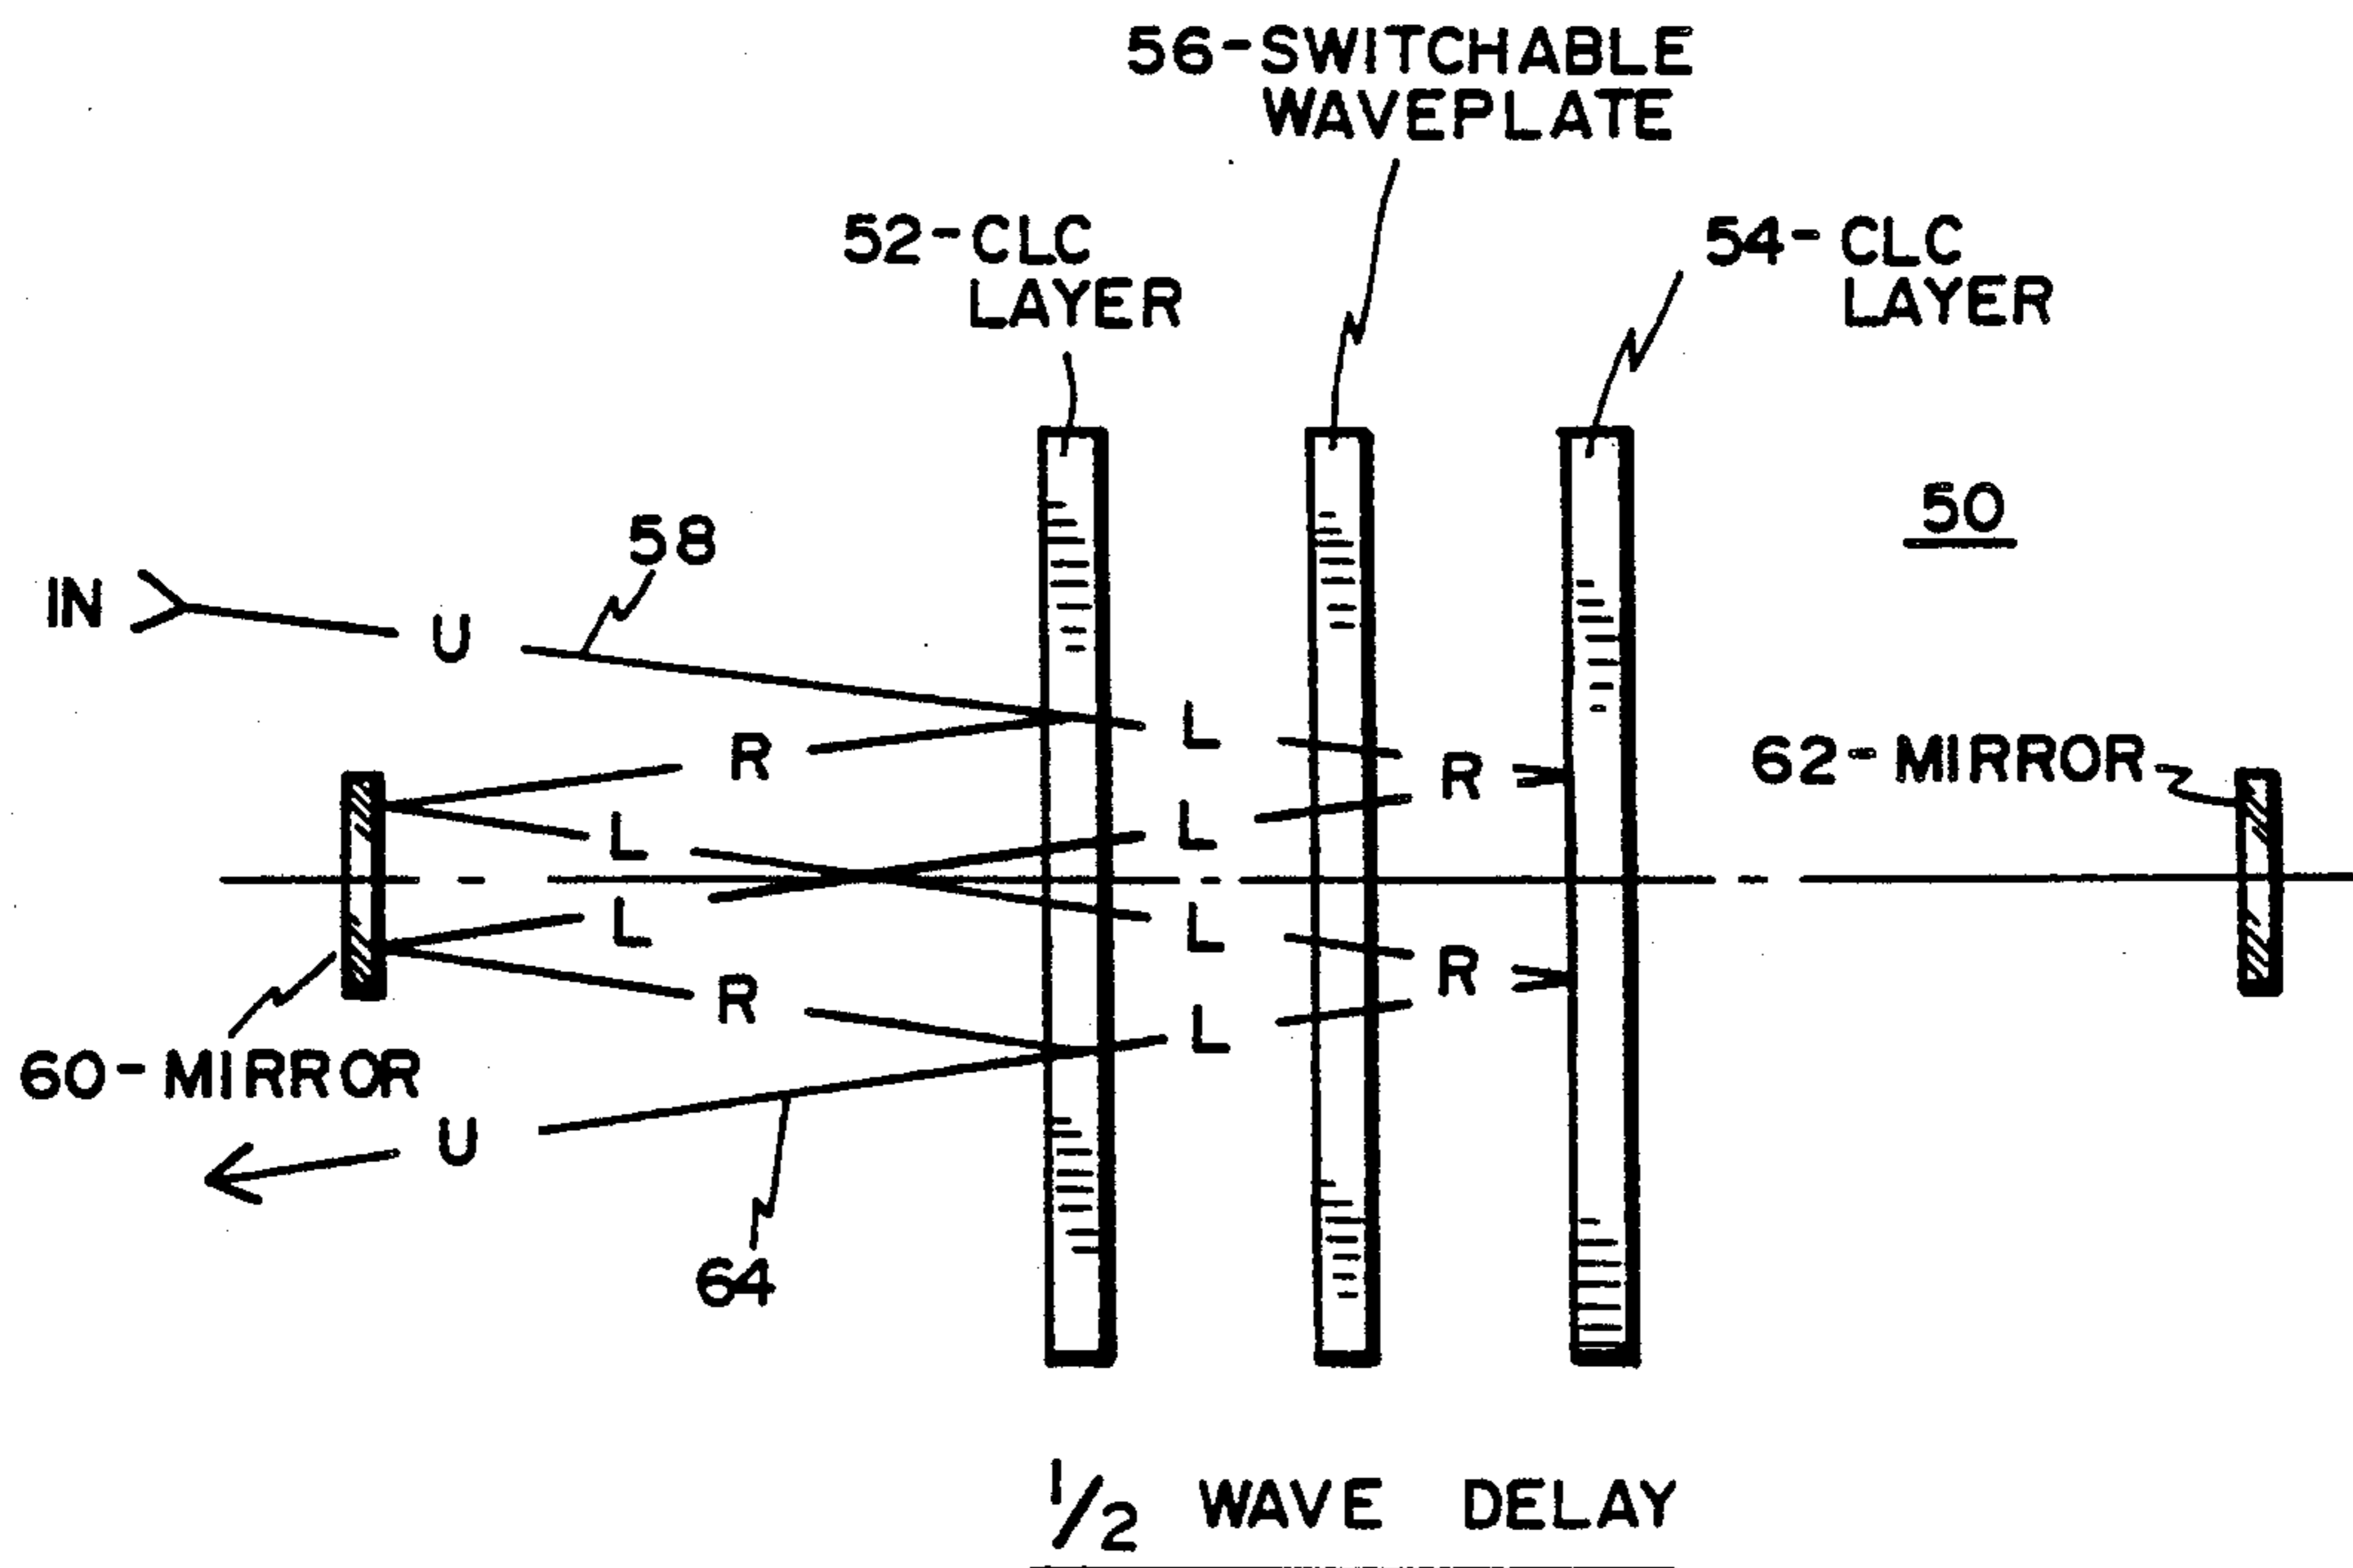 56-SWITCHABLE
WAVEPLATE
52-CLC
LAYER
54-CLC
LAYER
50
58
IN
U
L
R
R
62-MIRROR
L
L
L
L
R
R
L
60-MIRROR
U
64
1/2 WAVE DELAY